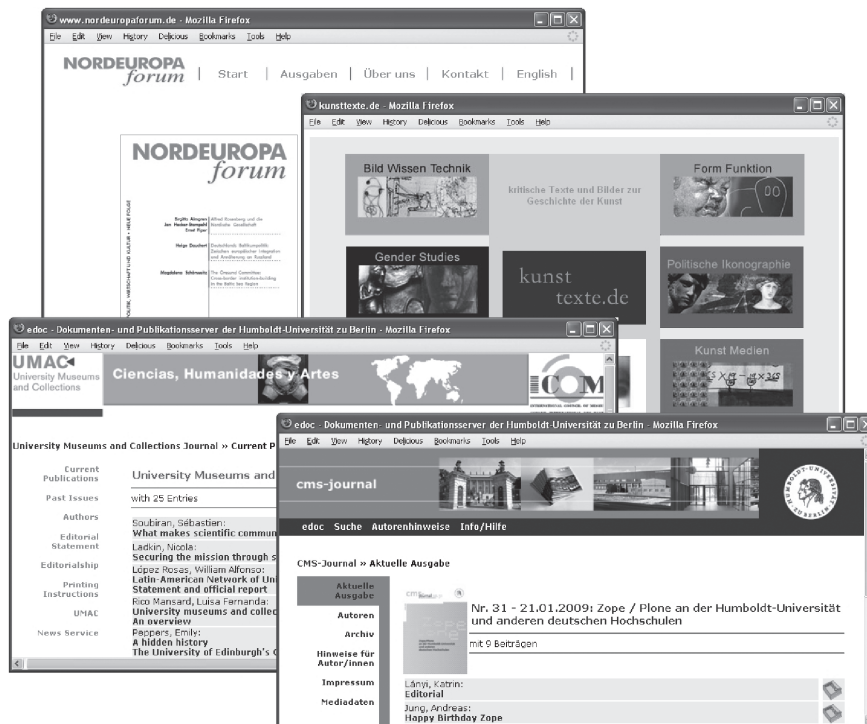 www.nordeuropaforum.de - Mozilla Firefox
File Edit View History Delicious Bookmarks Tools Help
NORDEUROPA
forum | Start | Ausgaben | Über uns | Kontakt | English |
NORDEUROPA
forum
POLITIK, WIRTSCHAFT UND KULTUR • NEUE FOLGE
kunsttexte.de - Mozilla Firefox
File Edit View History Delicious Bookmarks Tools Help
Bild Wissen Technik
kritische Texte und Bilder zur
Geschichte der Kunst
Form Funktion
Gender Studies
kunst
texte.de
Politische Ikonographie
Kunst Medien
edoc - Dokumenten- und Publikationsserver der Humboldt-Universität zu Berlin - Mozilla Firefox
File Edit View History Delicious Bookmarks Tools Help
UMAC
University Museums
and Collections
Ciencias, Humanidades y Artes
ICOM
University Museums and Collections Journal » Current P
Current
Publications
Past Issues
Authors
Editorial
Statement
Editorialship
Printing
Instructions
UMAC
News Service
University Museums and
with 25 Entries
Soubiran, Sébastien:
What makes scientific commun
Ladkin, Nicola:
Securing the mission through s
López Rosas, William Alfonso:
Latin-American Network of Uni
Statement and official report
Rico Mansard, Luisa Fernanda:
University museums and collec
An overview
Peppers, Emily:
A hidden history
The University of Edinburgh's C
edoc - Dokumenten- und Publikationsserver der Humboldt-Universität zu Berlin - Mozilla Firefox
File Edit View History Delicious Bookmarks Tools Help
cms-journal
edoc Suche Autorenhinweise Info/Hilfe
CMS-Journal » Aktuelle Ausgabe
Aktuelle
Ausgabe
Autoren
Archiv
Hinweise für
Autor/innen
Impressum
Mediadaten
Nr. 31 - 21.01.2009: Zope / Plone an der Humboldt-Universität
und anderen deutschen Hochschulen
mit 9 Beiträgen
Lányi, Katrin:
Editorial
Jung, Andreas:
Happy Birthday Zope